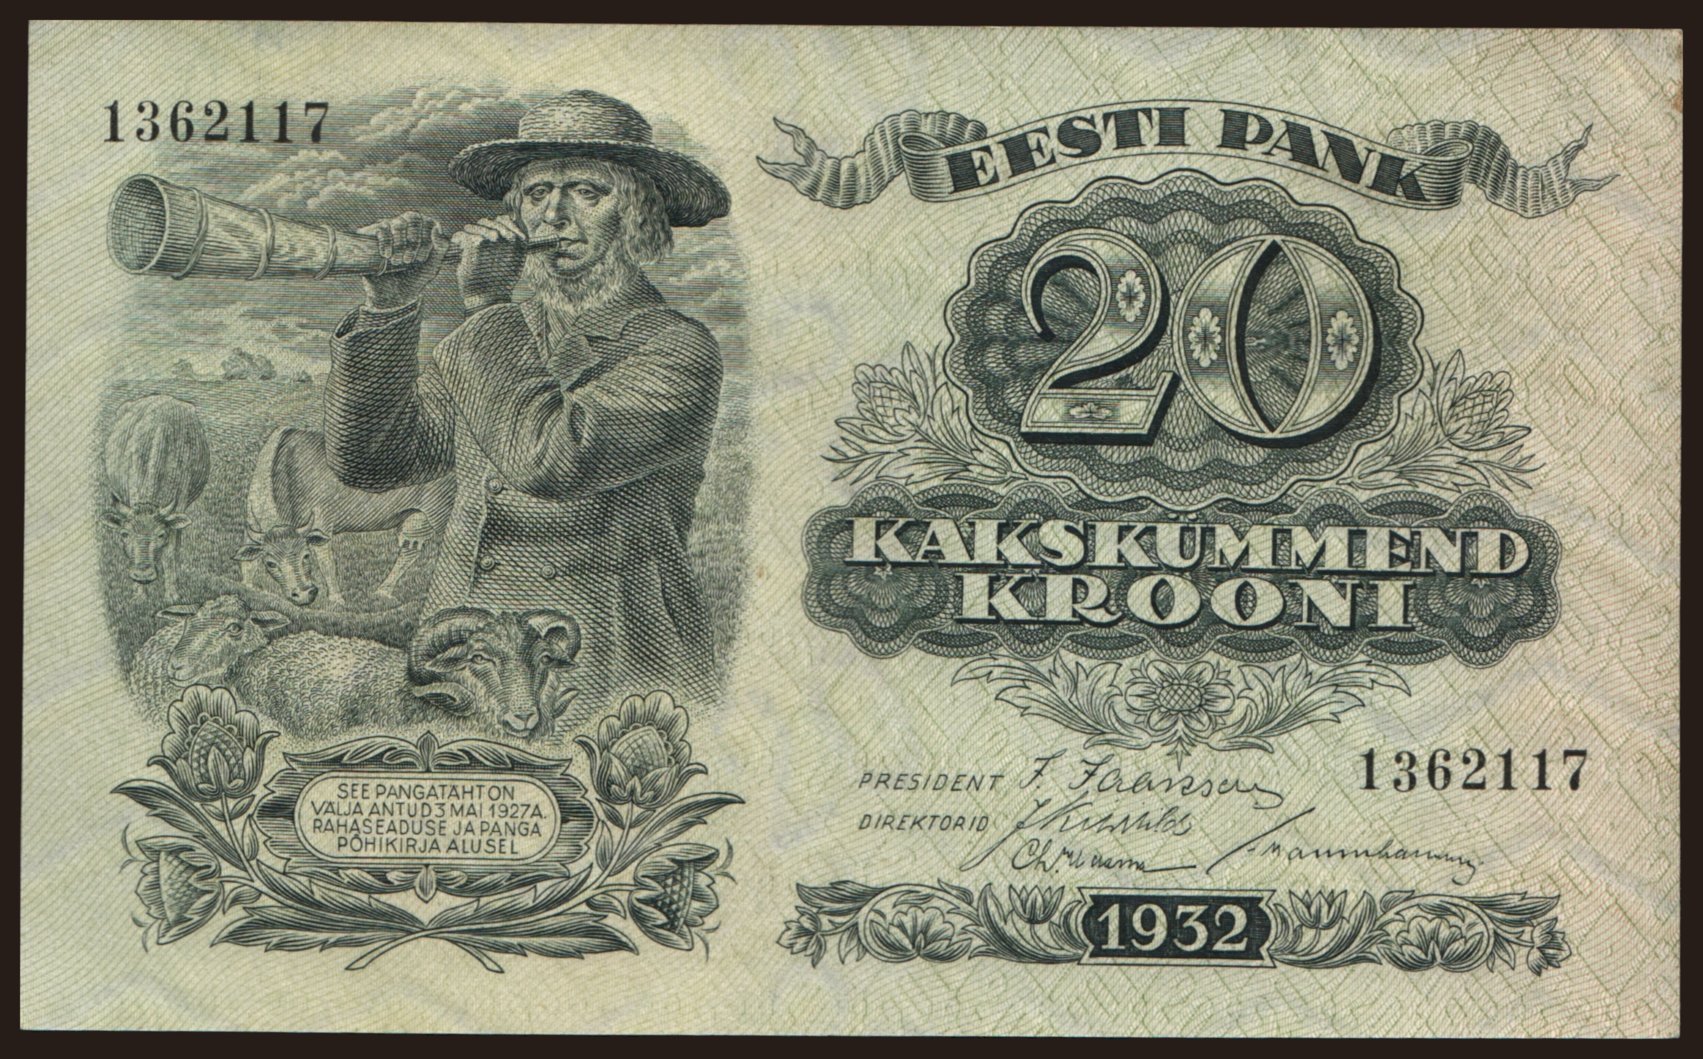 1362117
EESTI PANK
20
KAKSKÜMMEND
KROONI
SEE PANGATÄHT ON
VÄLJA ANTUD 3 MAI 1927 A.
RAHASEADUSE JA PANGA
PÕHIKIRJA ALUSEL
PRESIDENT J. Jaakson
1362117
DIREKTORID
1932